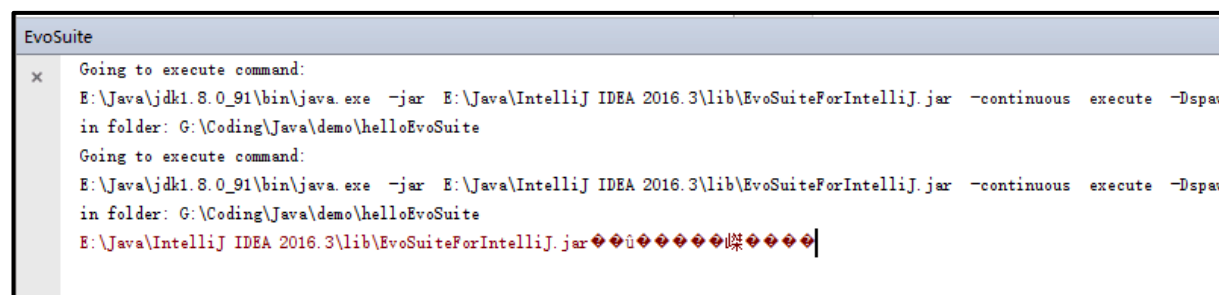 EvoSuite
Going to execute command:
E:\Java\jdk1.8.0_91\bin\java.exe -jar E:\Java\IntelliJ IDEA 2016.3\lib\EvoSuiteForIntelliJ.jar -continuous execute -Dspaw
in folder: G:\Coding\Java\demo\helloEvoSuite
Going to execute command:
E:\Java\jdk1.8.0_91\bin\java.exe -jar E:\Java\IntelliJ IDEA 2016.3\lib\EvoSuiteForIntelliJ.jar -continuous execute -Dspaw
in folder: G:\Coding\Java\demo\helloEvoSuite
E:\Java\IntelliJ IDEA 2016.3\lib\EvoSuiteForIntelliJ.jar